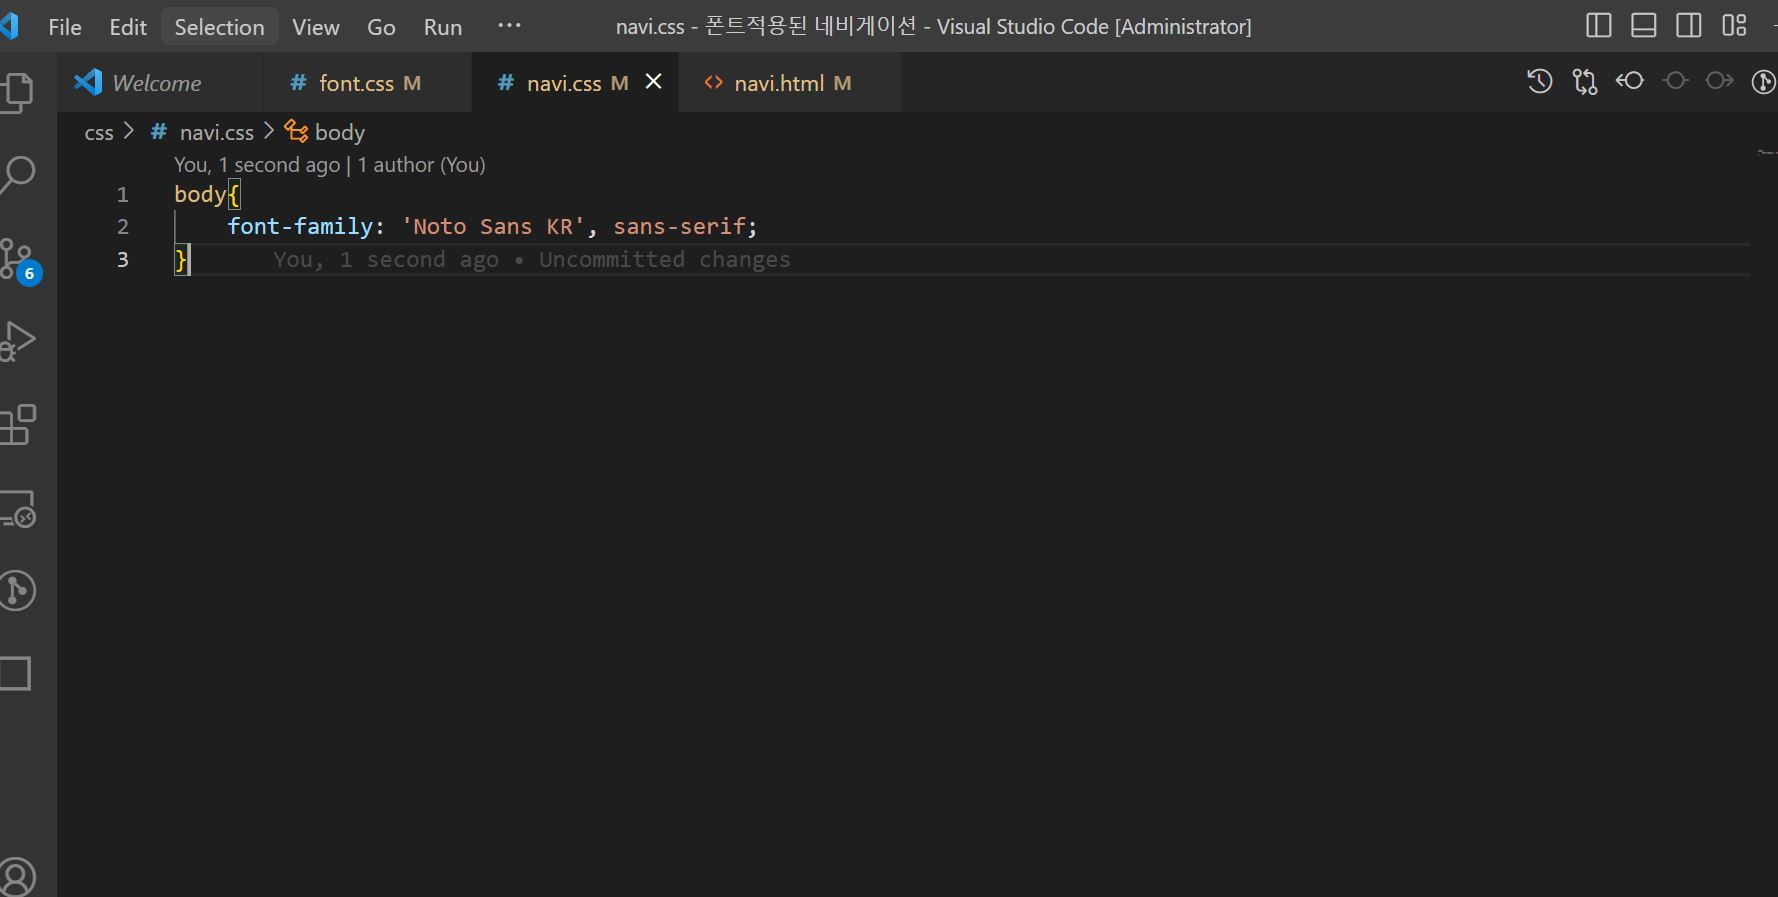 File Edit Selection View Go Run ··· navi.css - 폰트적용된 네비게이션 - Visual Studio Code [Administrator]
Welcome # font.css M # navi.css M <> navi.html M
css > # navi.css > body
You, 1 second ago | 1 author (You)
1 body{
2 font-family: 'Noto Sans KR', sans-serif;
3 } You, 1 second ago • Uncommitted changes
6